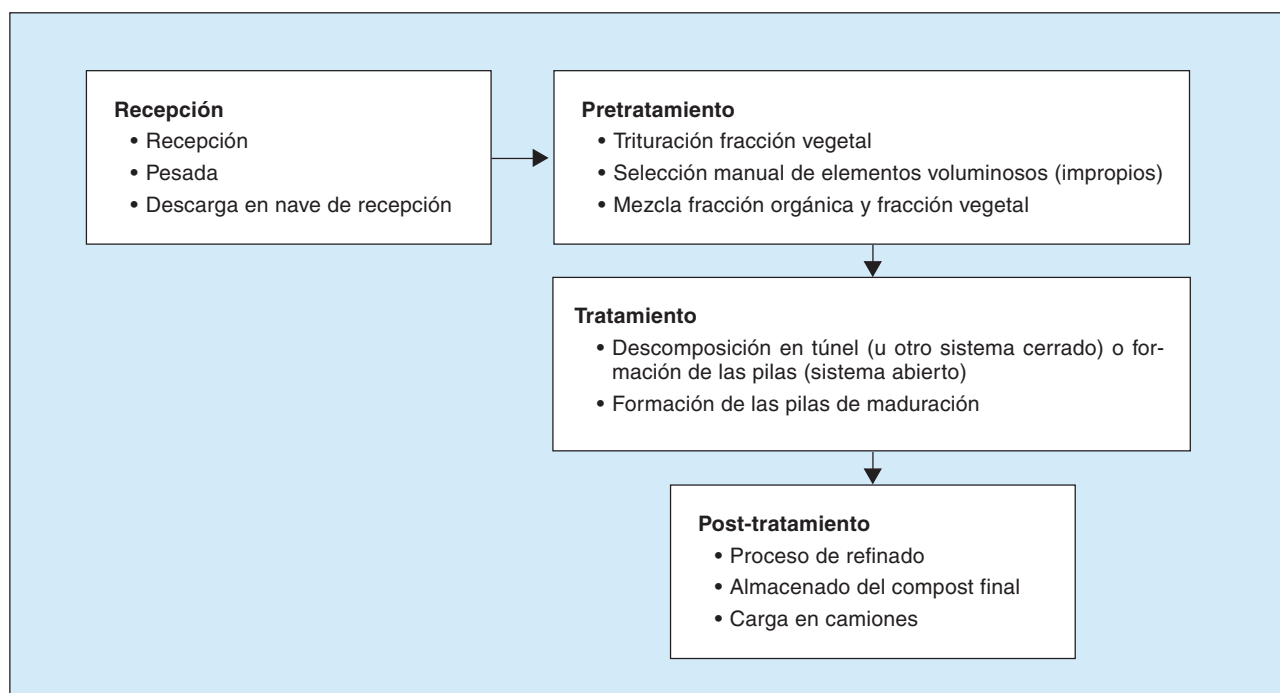 Recepción
• Recepción
• Pesada
• Descarga en nave de recepción
Pretratamiento
• Trituración fracción vegetal
• Selección manual de elementos voluminosos (impropios)
• Mezcla fracción orgánica y fracción vegetal
Tratamiento
• Descomposición en túnel (u otro sistema cerrado) o for-
mación de las pilas (sistema abierto)
• Formación de las pilas de maduración
Post-tratamiento
• Proceso de refinado
• Almacenado del compost final
• Carga en camiones